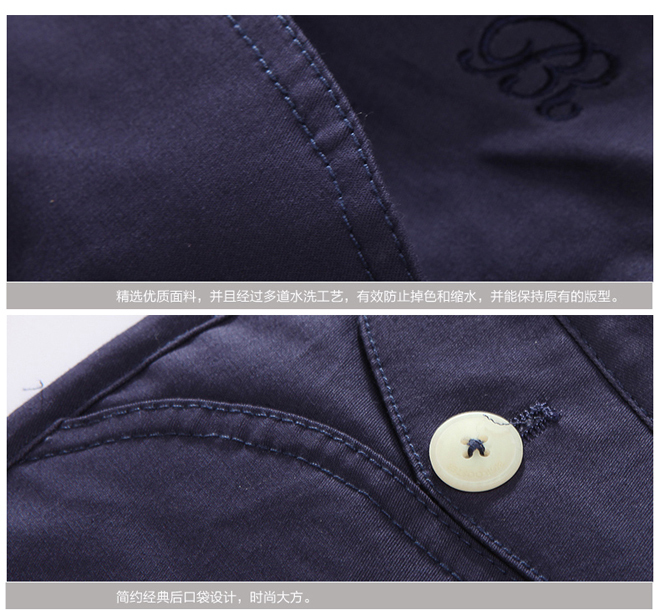 精选优质面料，并且经过多道水洗工艺，有效防止掉色和缩水，并能保持原有的版型。
简约经典后口袋设计，时尚大方。